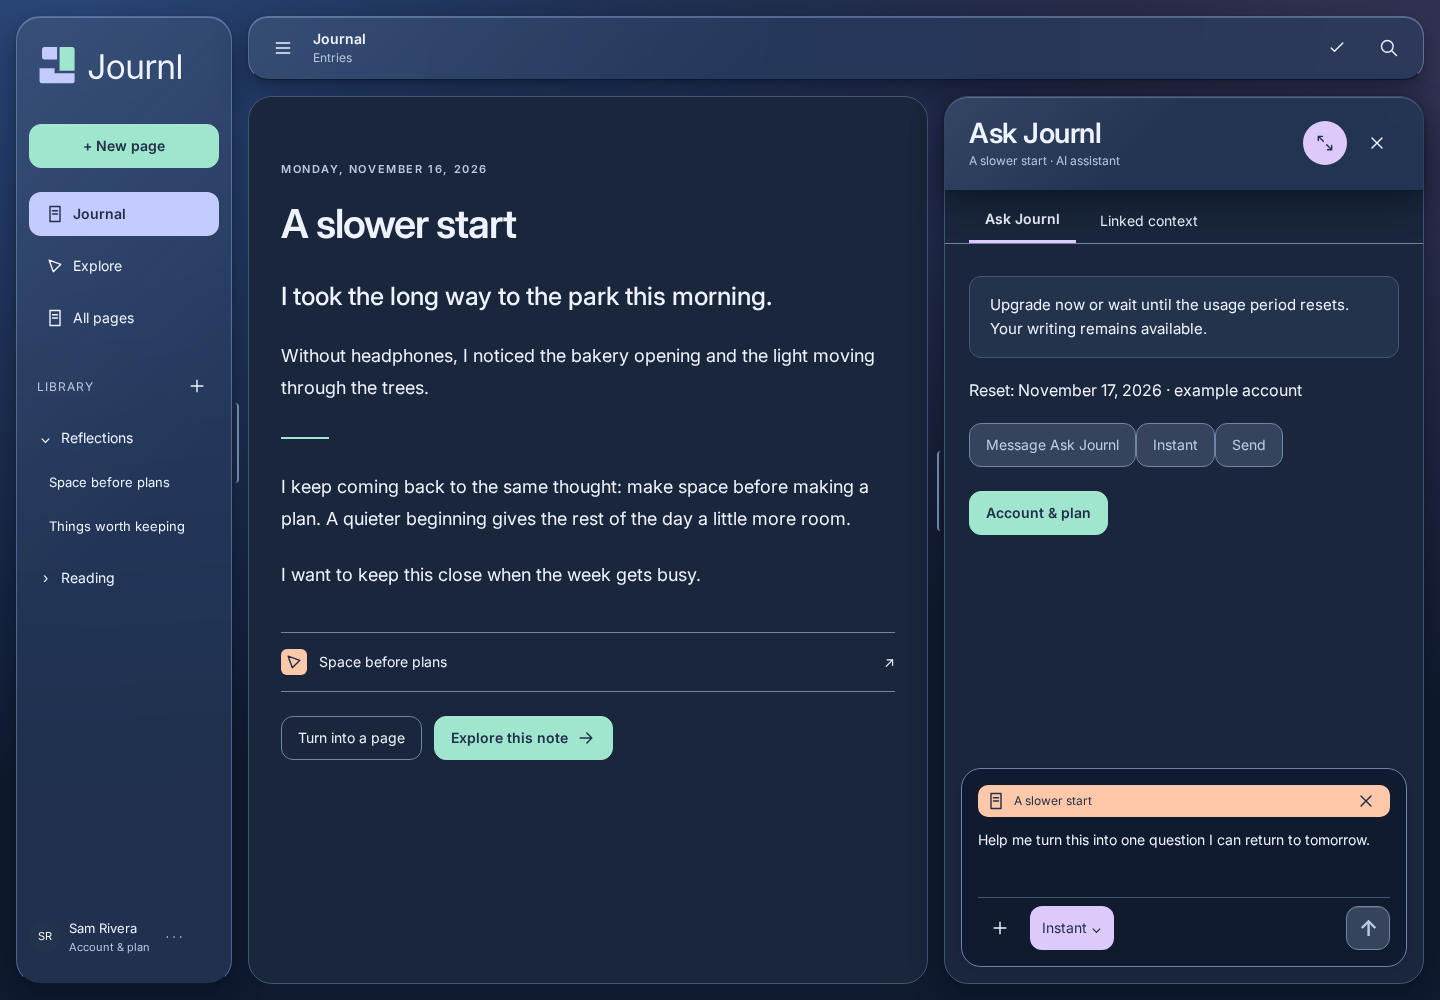 Journl
+ New page
Journal
Explore
All pages
LIBRARY
Reflections
Space before plans
Things worth keeping
Reading
SR
Sam Rivera
Account & plan
...
Journal
Entries
MONDAY, NOVEMBER 16, 2026
A slower start
I took the long way to the park this morning.
Without headphones, I noticed the bakery opening and the light moving
through the trees.
I keep coming back to the same thought: make space before making a
plan. A quieter beginning gives the rest of the day a little more room.
I want to keep this close when the week gets busy.
Space before plans
Turn into a page
Explore this note
Ask Journl
A slower start · AI assistant
Ask Journl
Linked context
Upgrade now or wait until the usage period resets.
Your writing remains available.
Reset: November 17, 2026 · example account
Message Ask Journl
Instant
Send
Account & plan
A slower start
Help me turn this into one question I can return to tomorrow.
Instant